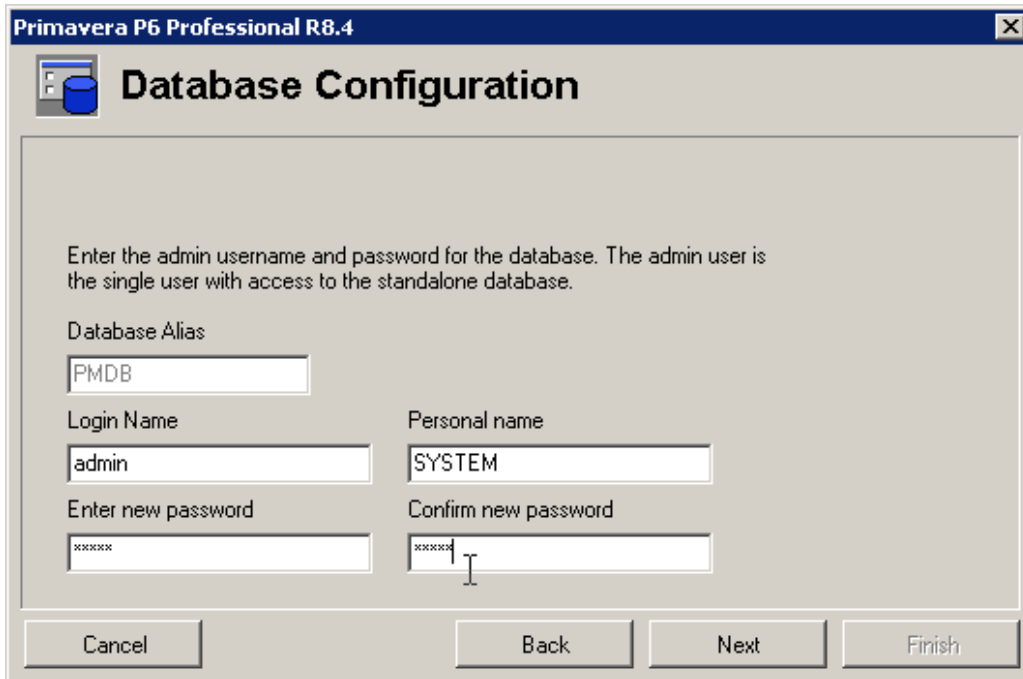 Primavera P6 Professional R8.4
Database Configuration
Enter the admin username and password for the database. The admin user is
the single user with access to the standalone database.
Database Alias
PMDB
Login Name
Personal name
admin
SYSTEM
Enter new password
Confirm new password
*****
*****
Cancel
Back
Next
Finish